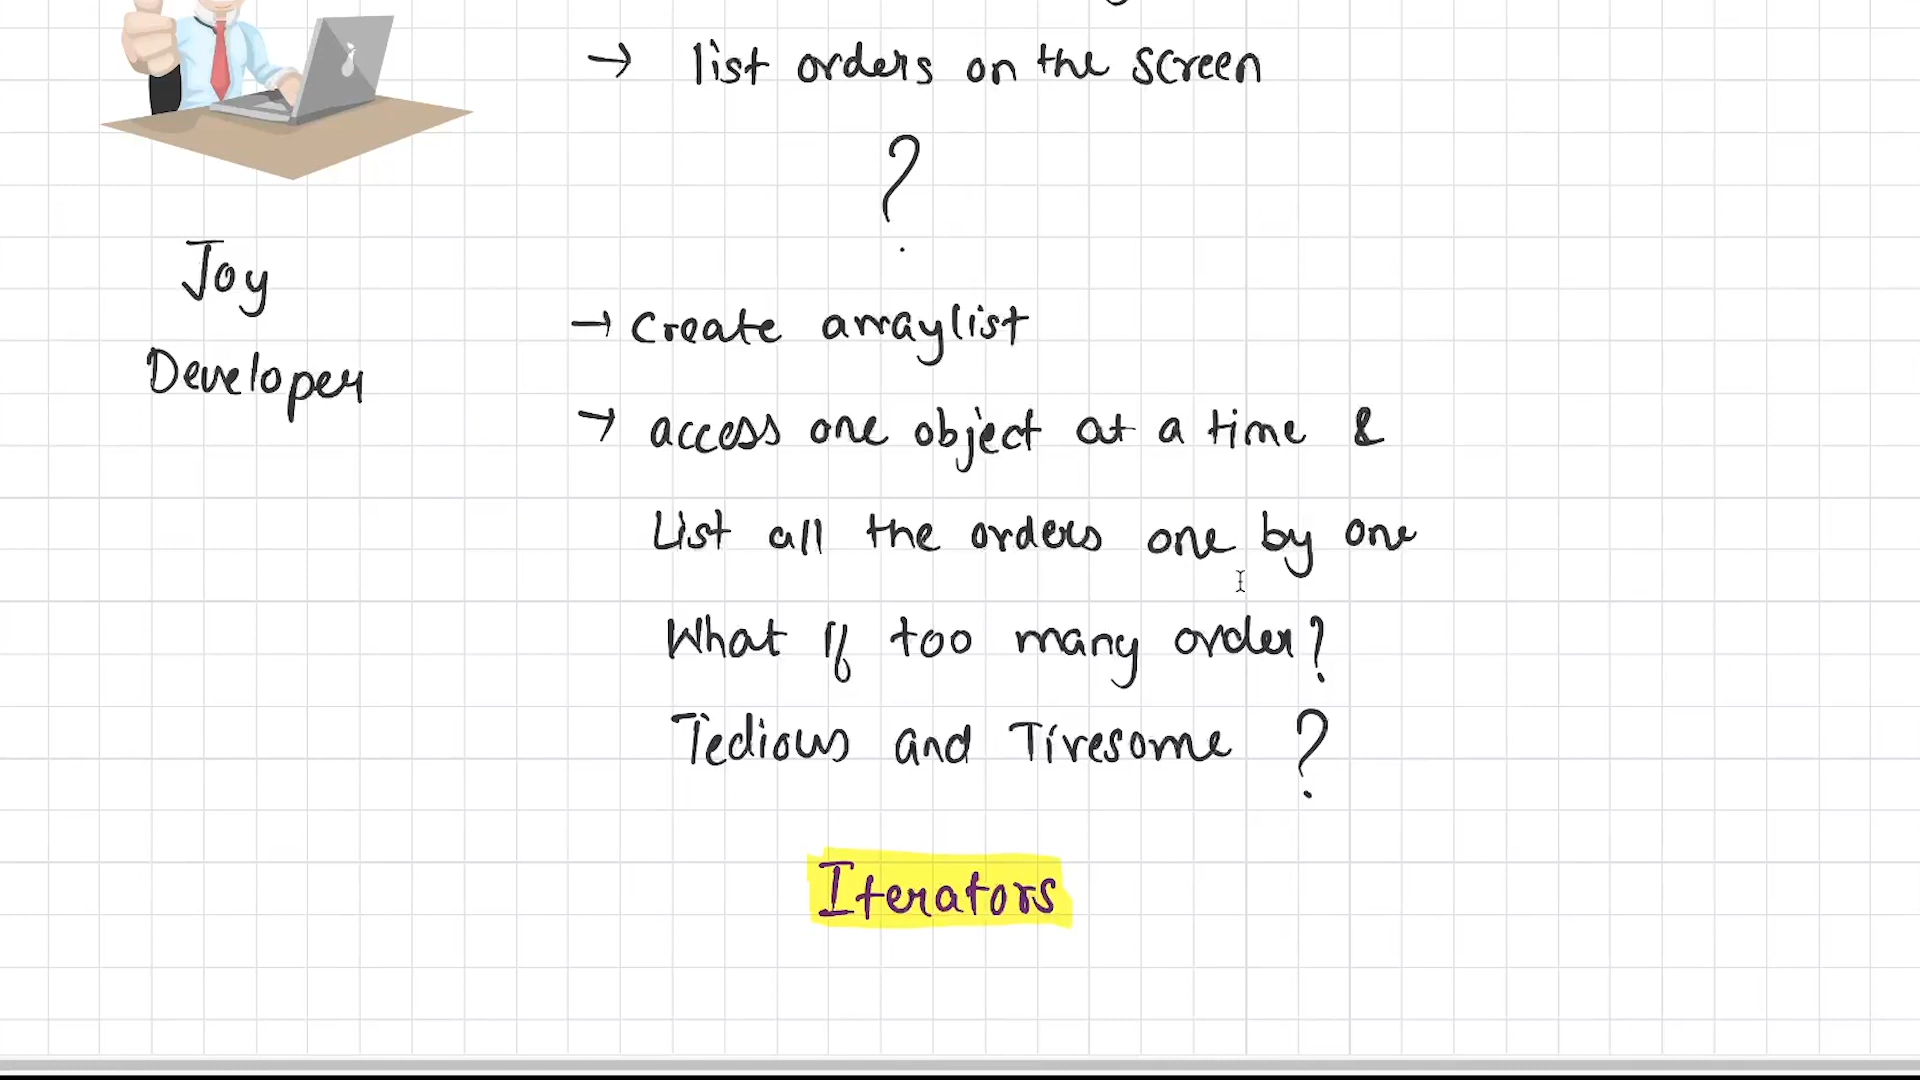 → list orders on the screen
?
Joy
Developer
→ Create arraylist
→ access one object at a time &
List all the orders one by one
What if too many order?
Tedious and Tiresome ?
Iterators